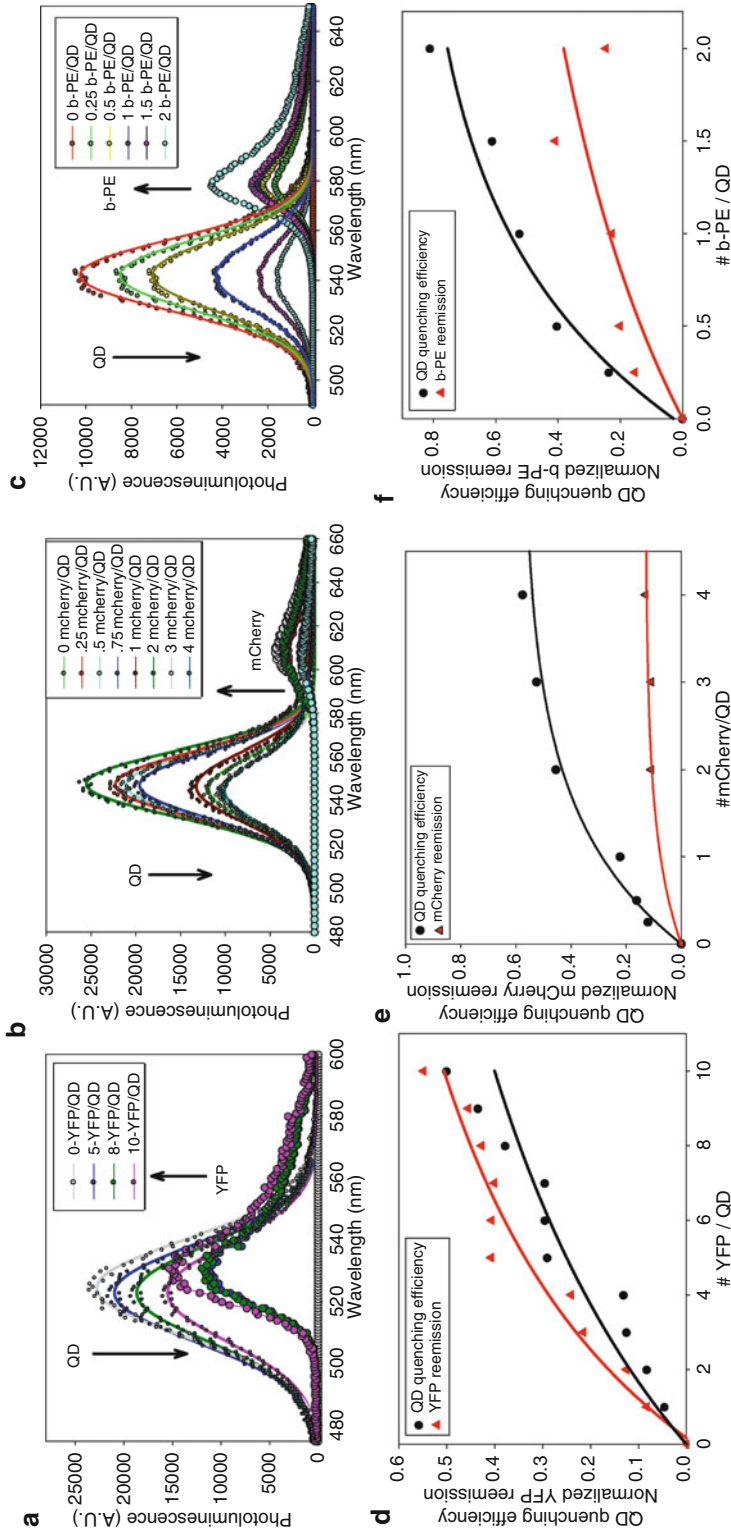 a
Photoluminescence (A.U.)
25000
20000
15000
10000
5000
0
QD
YFP
0-YFP/QD
5-YFP/QD
8-YFP/QD
10-YFP/QD
480
500
520
540
560
580
600
Wavelength (nm)
b
Photoluminescence (A.U.)
30000
25000
20000
15000
10000
5000
0
QD
mCherry
0 mcherry/QD
.25 mcherry/QD
.5 mcherry/QD
.75 mcherry/QD
1 mcherry/QD
2 mcherry/QD
3 mcherry/QD
4 mcherry/QD
480
500
520
540
560
580
600
620
640
660
Wavelength (nm)
c
Photoluminescence (A.U.)
12000
10000
8000
6000
4000
2000
0
QD
b-PE
0 b-PE/QD
0.25 b-PE/QD
0.5 b-PE/QD
1 b-PE/QD
1.5 b-PE/QD
2 b-PE/QD
500
520
540
560
580
600
620
640
Wavelength (nm)
d
QD quenching efficiency
Normalized YFP reemission
0.6
0.5
0.4
0.3
0.2
0.1
0.0
QD quenching efficiency
YFP reemission
0
2
4
6
8
10
# YFP / QD
e
QD quenching efficiency
Normalized mCherry reemission
1.0
0.8
0.6
0.4
0.2
0.0
QD quenching efficiency
mCherry reemission
0
1
2
3
4
#mCherry/QD
f
QD quenching efficiency
Normalized b-PE reemission
0.8
0.6
0.4
0.2
0.0
QD quenching efficiency
b-PE reemission
0.0
0.5
1.0
1.5
2.0
# b-PE / QD